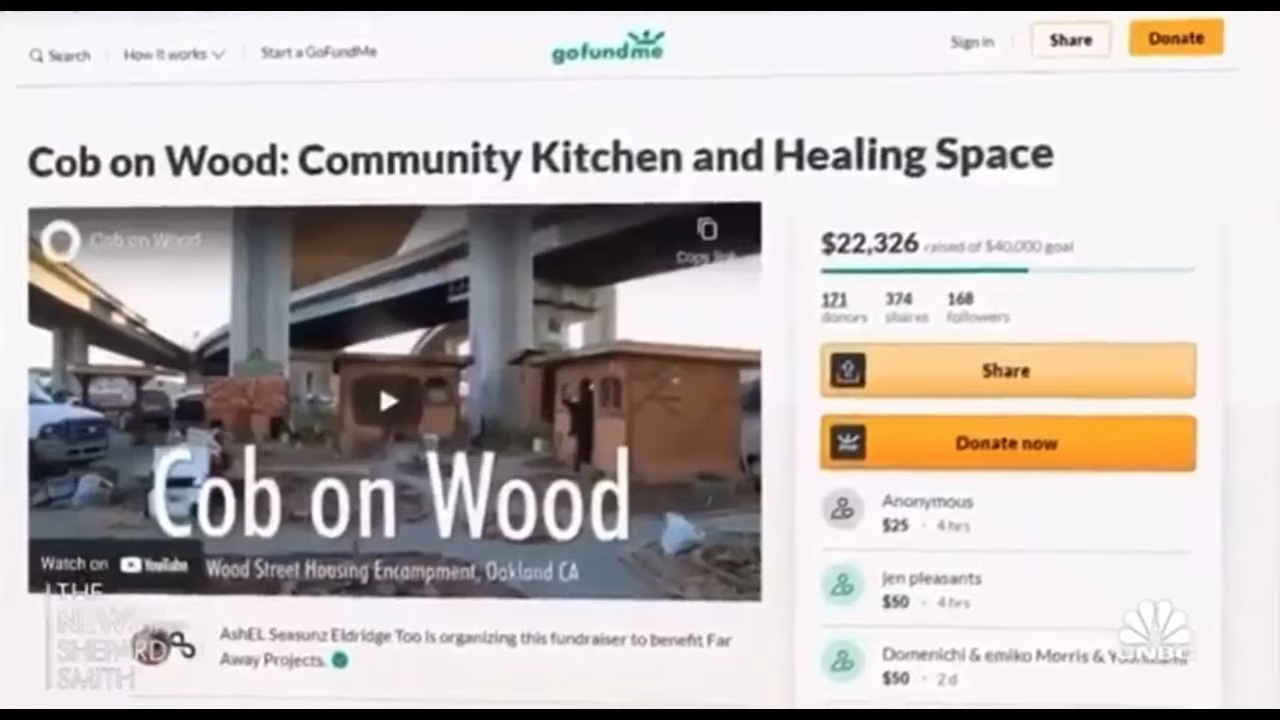 Search
How it works
Start a GoFundMe
gofundme
Sign in
Share
Donate
Cob on Wood: Community Kitchen and Healing Space
Cob on Wood
Copy link
Cob on Wood
Watch on YouTube
Wood Street Housing Encampment, Oakland CA
$22,326 raised of $40,000 goal
171 374 168
donors shares followers
Share
Donate now
Anonymous
$25 · 4 hrs
Jen pleasants
$50 · 4 hrs
Domenichi & emiko Morris &
$50 · 2 d
AshEL Seasunz Eldridge Too is organizing this fundraiser to benefit Far
Away Projects.
THE
NEWS
SHEPARD
SMITH
CNBC